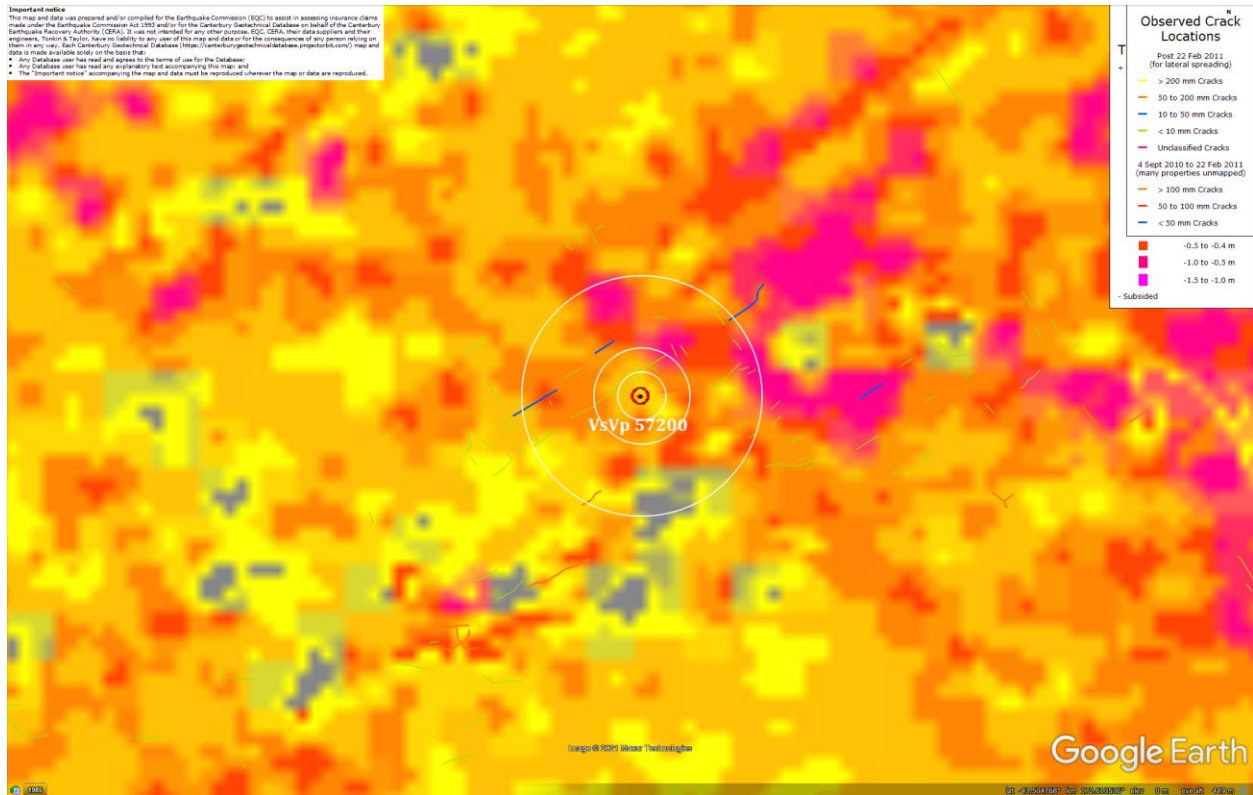 Important notice
This map and data was prepared and/or compiled for the Earthquake Commission (EQC) to assist in assessing insurance claims
made under the Earthquake Commission Act 1993 and/or for the Canterbury Geotechnical Database on behalf of the Canterbury
Earthquake Recovery Authority (CERA). It was not intended for any other purpose. EQC, CERA, their data suppliers and their
engineers, Tonkin & Taylor, have no liability to any user of this map and data or for the consequences of any person relying on
them in any way. Each Canterbury Geotechnical Database (https://canterburygeotechnicaldatabase.projectorbit.com/) map and
data is made available solely on the basis that:
• Any Database user has read and agrees to the terms of use for the Database;
• Any Database user has read any explanatory text accompanying this map; and
• The "Important notice" accompanying the map and data must be reproduced wherever the map or data are reproduced.
N
Observed Crack
Locations
T
+
Post 22 Feb 2011
(for lateral spreading)
> 200 mm Cracks
50 to 200 mm Cracks
10 to 50 mm Cracks
< 10 mm Cracks
Unclassified Cracks
4 Sept 2010 to 22 Feb 2011
(many properties unmapped)
> 100 mm Cracks
50 to 100 mm Cracks
< 50 mm Cracks
-0.5 to -0.4 m
-1.0 to -0.5 m
-1.5 to -1.0 m
- Subsided
VsVp 57200
Image © 2021 Maxar Technologies
Google Earth
1985
elev 0 m eye alt 449 m